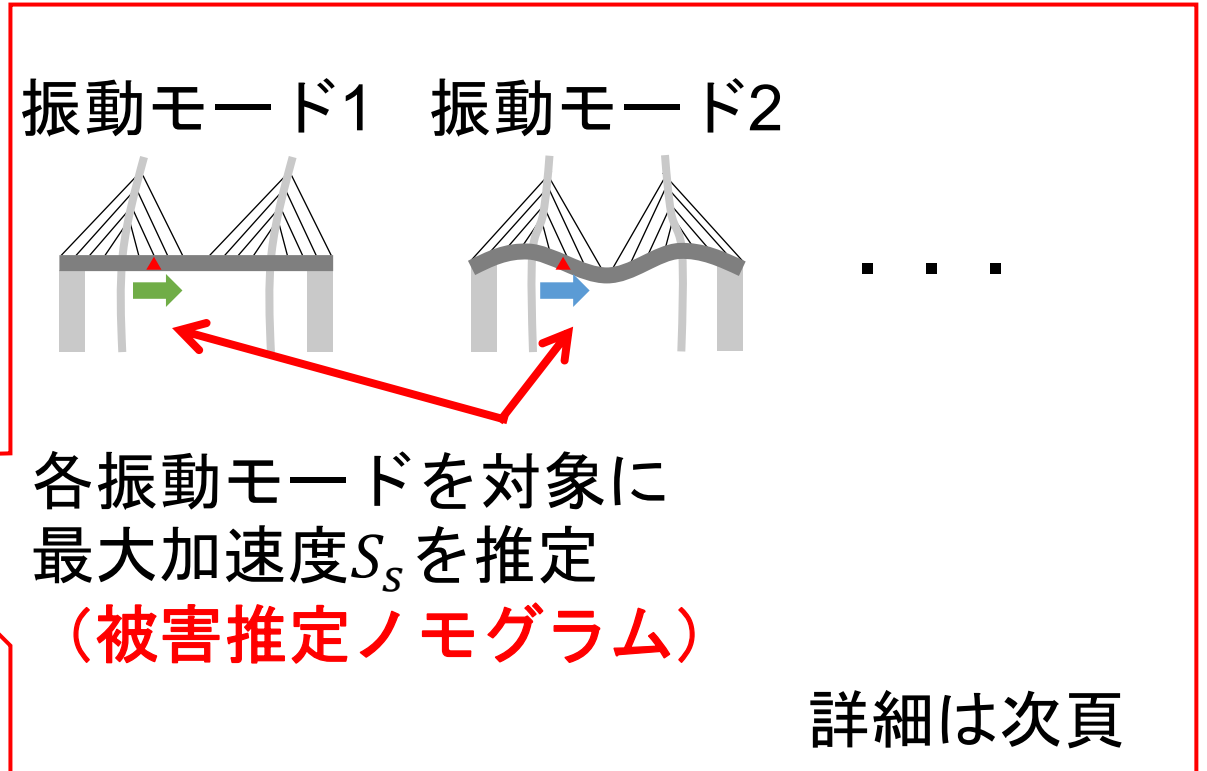 振動モード1 振動モード2
・・・
各振動モードを対象に
最大加速度Ssを推定
（被害推定ノモグラム）
詳細は次頁